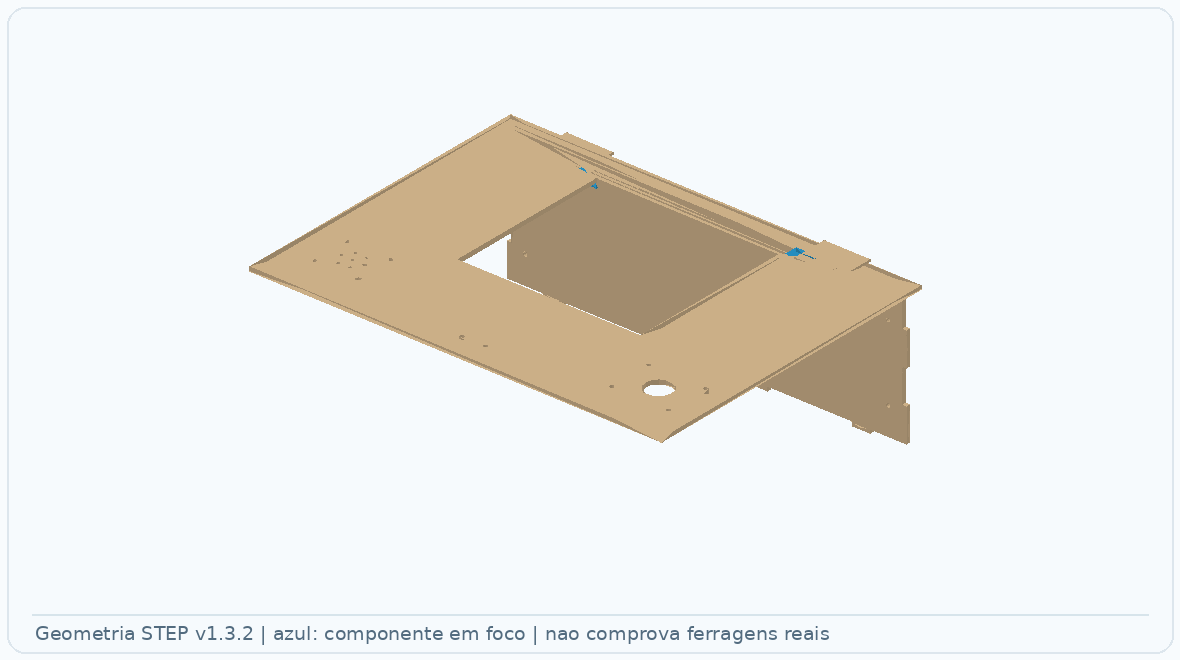 Geometria STEP v1.3.2 | azul: componente em foco | nao comprova ferragens reais